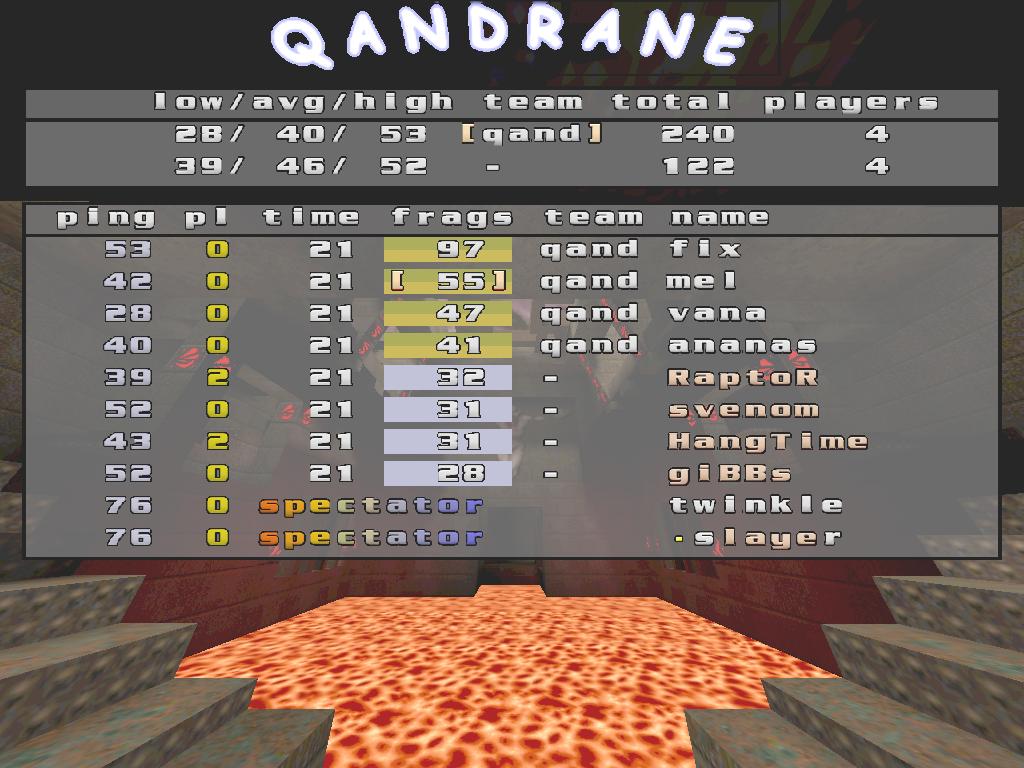 QANDRANE
low/avg/high team total players
28/ 40/ 53 [qand] 240 4
39/ 46/ 52 - 122 4
ping pl time frags team name
53 0 21 97 qand fix
42 0 21 [ 55] qand mel
28 0 21 47 qand vana
40 0 21 41 qand ananas
39 2 21 32 - RaptoR
52 0 21 31 - svenom
43 2 21 31 - HangTime
52 0 21 28 - giBBs
76 0 spectator twinkle
76 0 spectator ·slayer